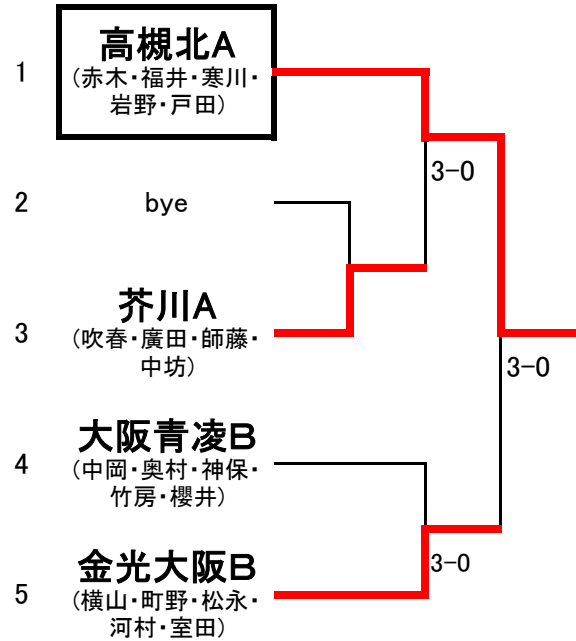 1
高槻北A
(赤木・福井・寒川・
岩野・戸田)
3-0
2
bye
3
芥川A
(吹春・廣田・師藤・
中坊)
3-0
4
大阪青凌B
(中岡・奥村・神保・
竹房・櫻井)
5
金光大阪B
(横山・町野・松永・
河村・室田)
3-0